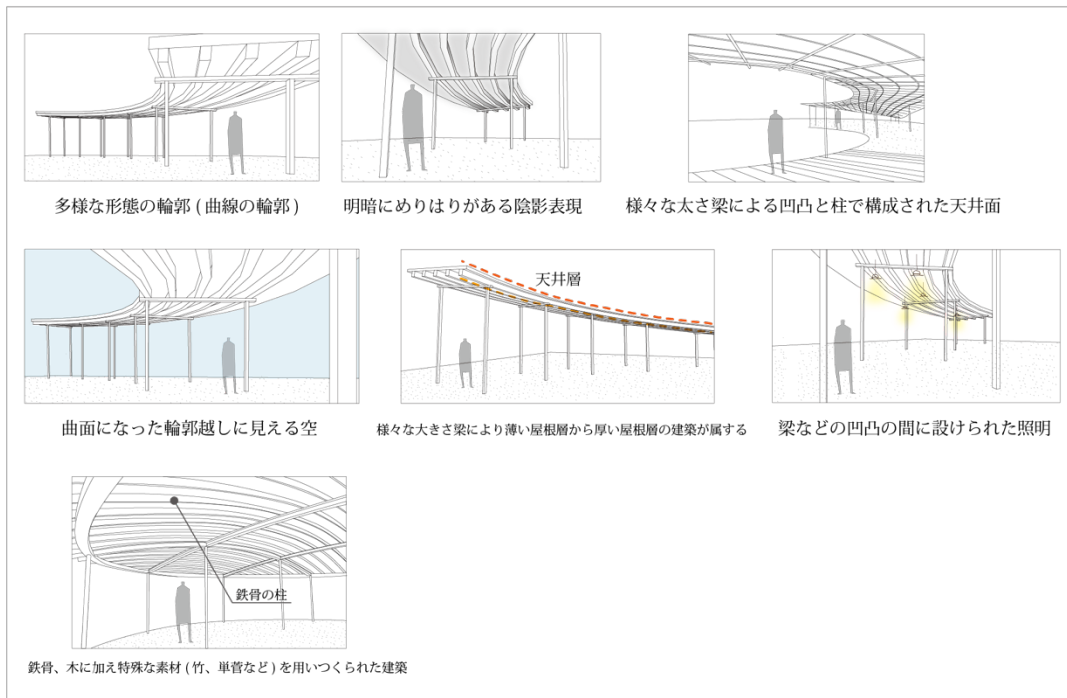 多様な形態の輪郭 ( 曲線の輪郭 )
明暗にめりはりがある陰影表現
様々な太さ梁による凹凸と柱で構成された天井面
天井層
曲面になった輪郭越しに見える空
様々な大きさ梁により薄い屋根層から厚い屋根層の建築が属する
梁などの凹凸の間に設けられた照明
鉄骨の柱
鉄骨、木に加え特殊な素材 ( 竹、単菅など ) を用いつくられた建築